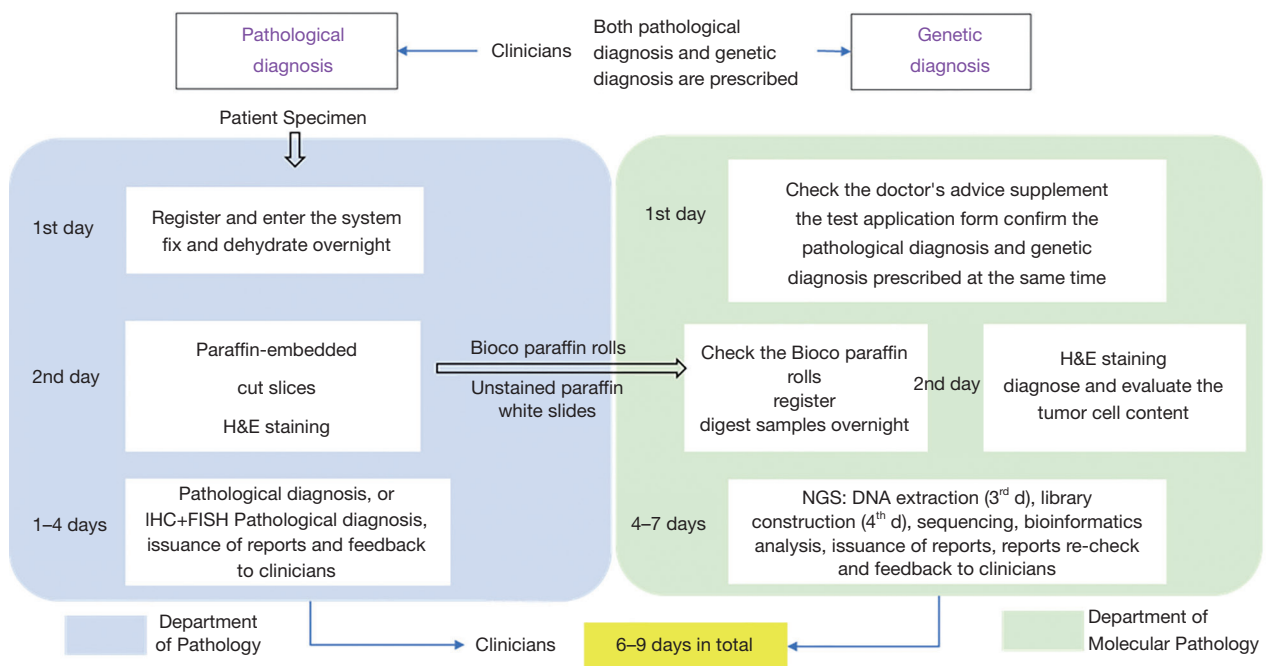 Pathological
diagnosis
Clinicians
Both pathological
diagnosis and genetic
diagnosis are prescribed
Genetic
diagnosis
Patient Specimen
1st day
Register and enter the system
fix and dehydrate overnight
2nd day
Paraffin-embedded
cut slices
H&E staining
1–4 days
Pathological diagnosis, or
IHC+FISH Pathological diagnosis,
issuance of reports and feedback
to clinicians
Bioco paraffin rolls
Unstained paraffin
white slides
1st day
Check the doctor's advice supplement
the test application form confirm the
pathological diagnosis and genetic
diagnosis prescribed at the same time
Check the Bioco paraffin
rolls
register
digest samples overnight
2nd day
H&E staining
diagnose and evaluate the
tumor cell content
4–7 days
NGS: DNA extraction (3rd d), library
construction (4th d), sequencing, bioinformatics
analysis, issuance of reports, reports re-check
and feedback to clinicians
Department
of Pathology
Clinicians
6–9 days in total
Department of
Molecular Pathology